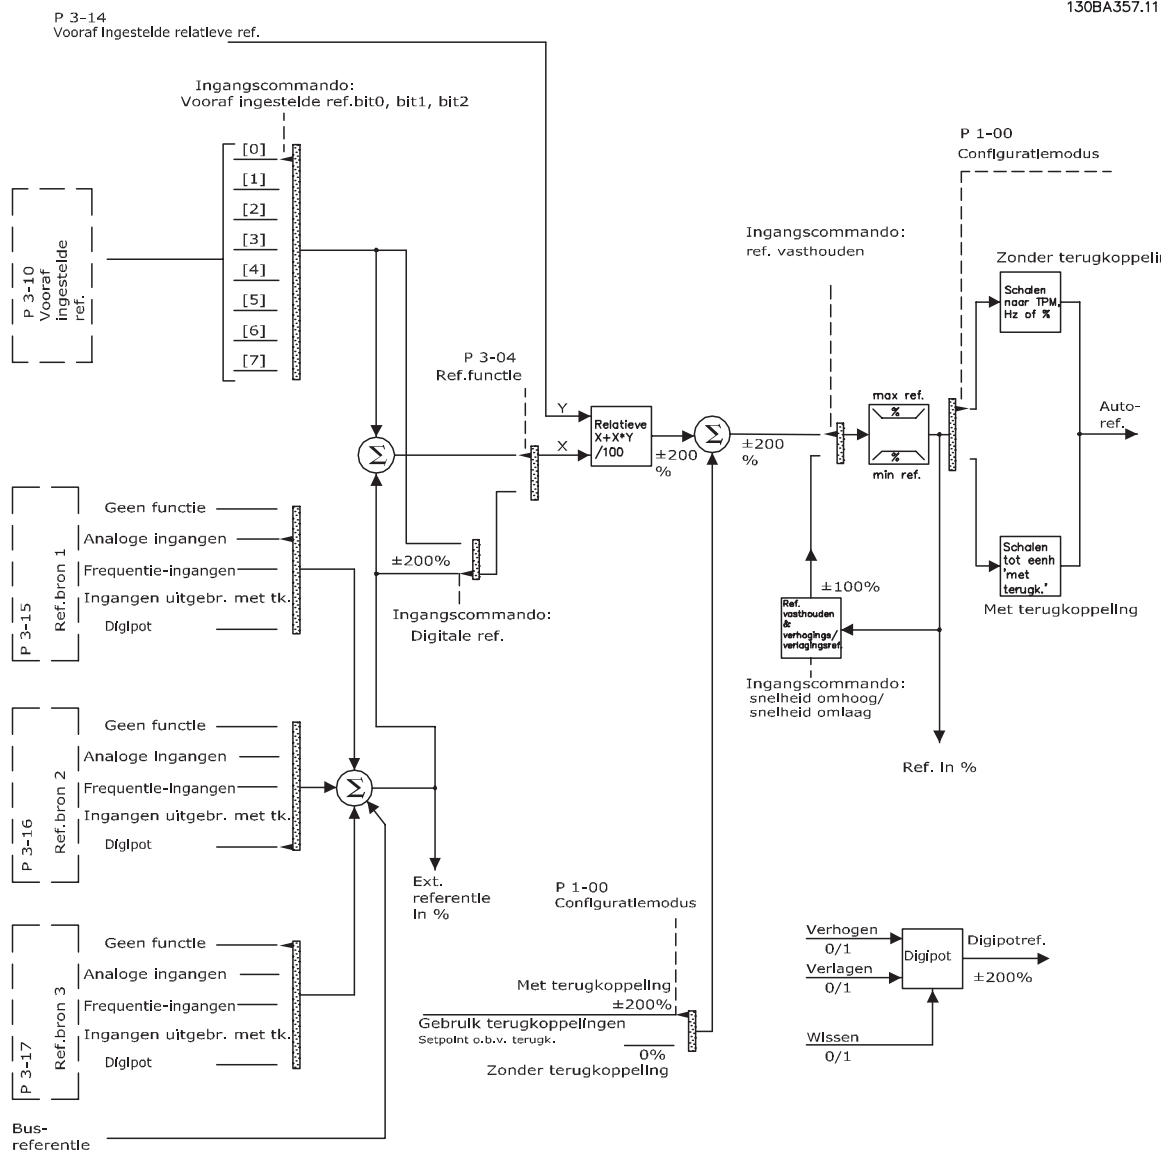 130BA357.11
P 3-14
Vooraf Ingestelde relatieve ref.
Ingangscommando:
Vooraf ingestelde ref.bit0, bit1, bit2
[0]
[1]
[2]
[3]
[4]
[5]
[6]
[7]
P 3-10
Vooraf
ingestelde
ref.
P 1-00
Configuratiemodus
Ingangscommando:
ref. vasthouden
Zonder terugkoppelin
Schalen
naar TPM,
Hz of %
P 3-04
Ref.functie
Y
X
Relatieve
X+X*Y
/100
±200
%
Σ
±200
%
max ref.
%
%
min ref.
Auto-
ref.
Σ
Schalen
tot eenh
'met
terugk.'
Met terugkoppeling
P 3-15
Ref.bron 1
Geen functie
Analoge ingangen
Frequentie-ingangen
Ingangen uitgebr. met tk.
Digipot
±200%
Ingangscommando:
Digitale ref.
±100%
Ref.
vasthouden
&
verhogings/
verlagingsref.
Ingangscommando:
snelheid omhoog/
snelheid omlaag
Ref. In %
P 3-16
Ref.bron 2
Geen functie
Analoge Ingangen
Frequentie-Ingangen
Ingangen uitgebr. met tk.
Digipot
Σ
Ext.
referentie
In %
P 1-00
Configuratiemodus
Met terugkoppeling
±200%
Gebruik terugkoppelingen
Setpoint o.b.v. terugk.
0%
Zonder terugkoppeling
Verhogen
0/1
Verlagen
0/1
Wissen
0/1
Digipot
Digipotref.
±200%
P 3-17
Ref.bron 3
Geen functie
Analoge ingangen
Frequentie-ingangen
Ingangen uitgebr. met tk.
Digipot
Bus-
referentie